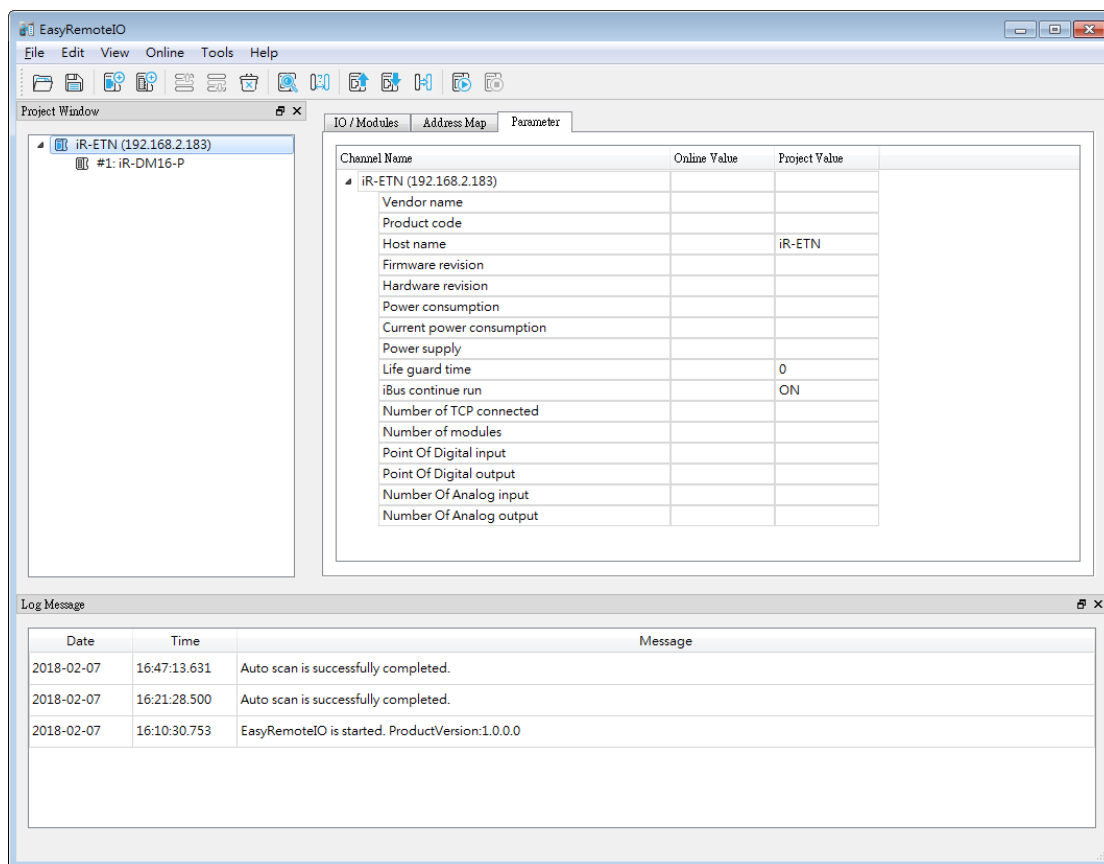 EasyRemoteIO
File Edit View Online Tools Help
Project Window
iR-ETN (192.168.2.183)
#1: iR-DM16-P
IO / Modules Address Map Parameter
Channel Name Online Value Project Value
iR-ETN (192.168.2.183)
Vendor name
Product code
Host name iR-ETN
Firmware revision
Hardware revision
Power consumption
Current power consumption
Power supply
Life guard time 0
iBus continue run ON
Number of TCP connected
Number of modules
Point Of Digital input
Point Of Digital output
Number Of Analog input
Number Of Analog output
Log Message
Date Time Message
2018-02-07 16:47:13.631 Auto scan is successfully completed.
2018-02-07 16:21:28.500 Auto scan is successfully completed.
2018-02-07 16:10:30.753 EasyRemoteIO is started. ProductVersion:1.0.0.0